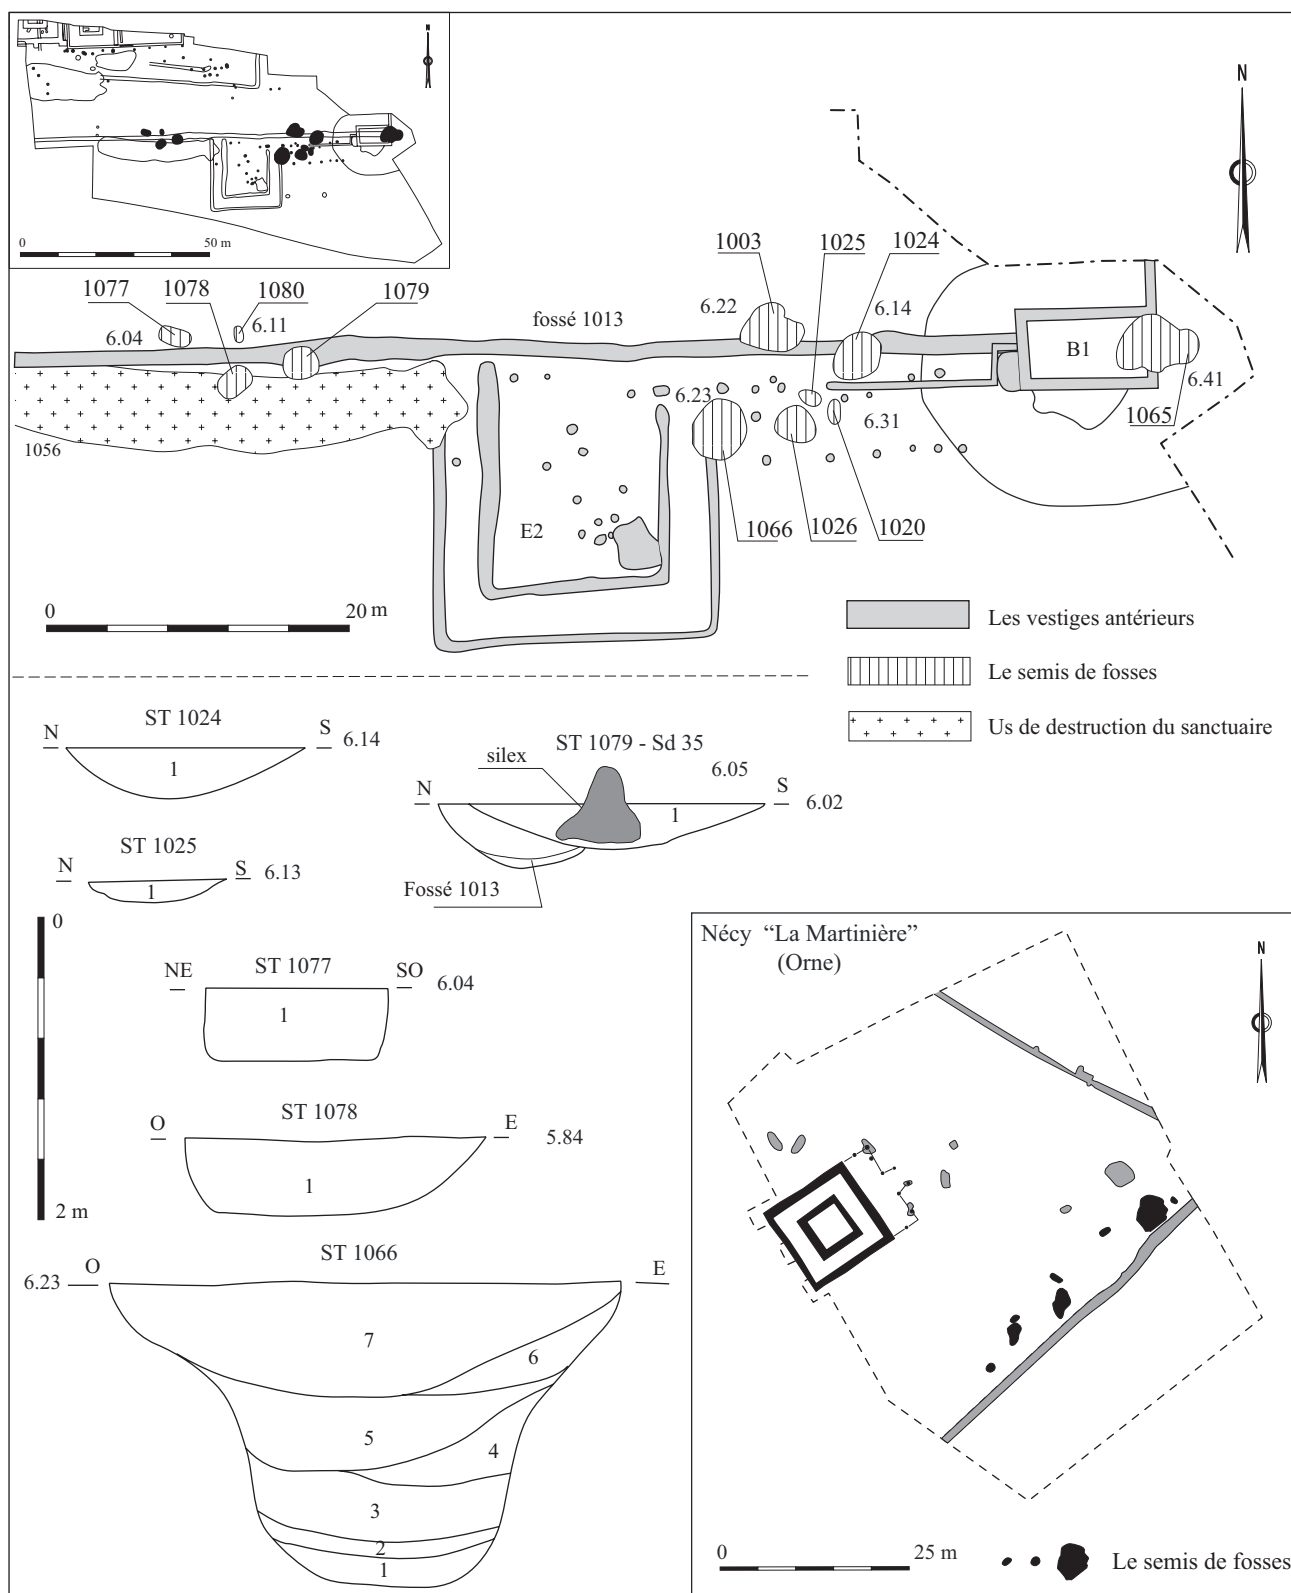 N
0
50 m
N
1003
1025
1024
1077
1078
1080
1079
6.04
6.11
fossé 1013
6.22
6.14
B1
6.41
1065
6.23
6.31
1056
E2
1066
1026
1020
0
20 m
Les vestiges antérieurs
Le semis de fosses
Us de destruction du sanctuaire
ST 1024
N
S
6.14
1
ST 1079 - Sd 35
silex
6.05
N
S
6.02
1
Fossé 1013
ST 1025
N
S
6.13
1
0
2 m
ST 1077
NE
SO
6.04
1
ST 1078
O
E
5.84
1
ST 1066
6.23
O
E
7
6
5
4
3
2
1
Nécy “La Martinière”
(Orne)
N
0
25 m
Le semis de fosses